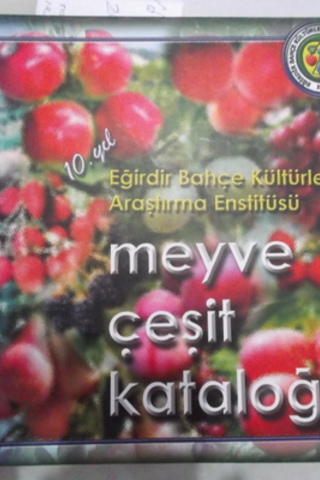 10. yıl
Eğirdir Bahçe Kültürle
Araştırma Enstitüsü
meyve
çeşit
kataloğ